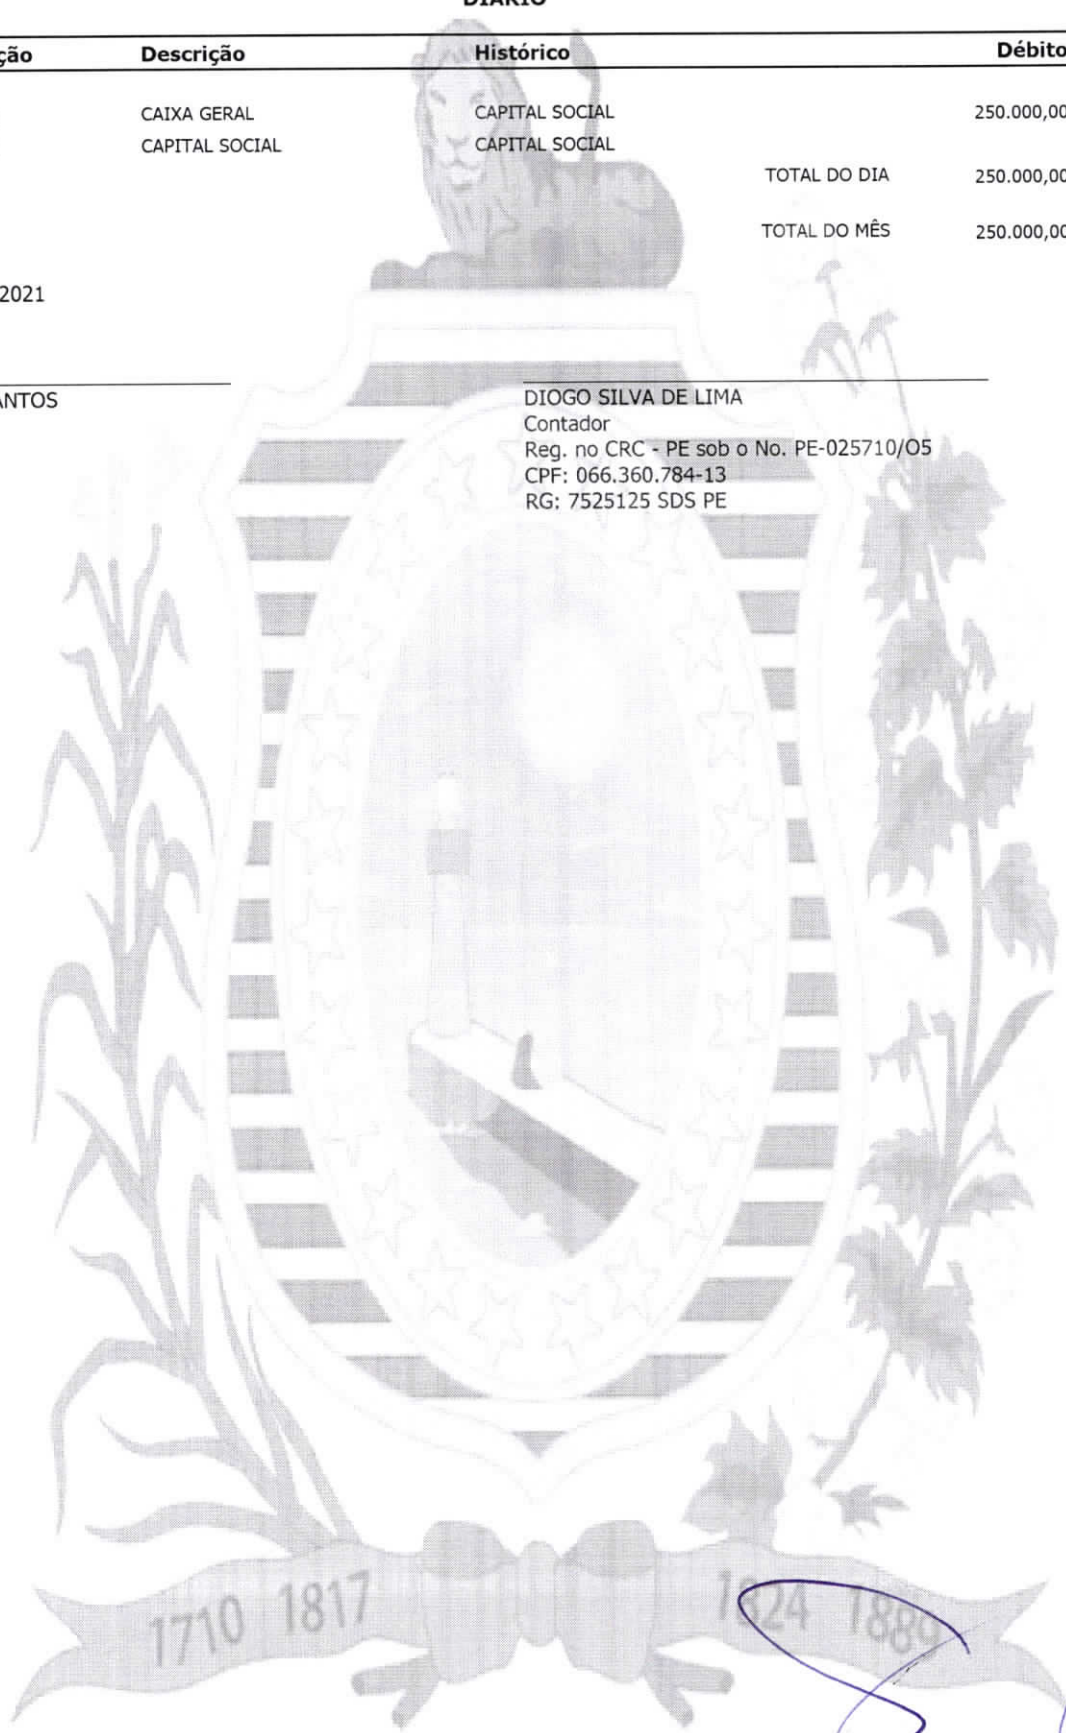 DIÁRIO
ção Descrição Histórico Débito
CAIXA GERAL CAPITAL SOCIAL 250.000,00
CAPITAL SOCIAL CAPITAL SOCIAL
TOTAL DO DIA 250.000,00
TOTAL DO MÊS 250.000,00
2021
ANTOS
DIOGO SILVA DE LIMA
Contador
Reg. no CRC - PE sob o No. PE-025710/O5
CPF: 066.360.784-13
RG: 7525125 SDS PE
1710 1817 1824 1889